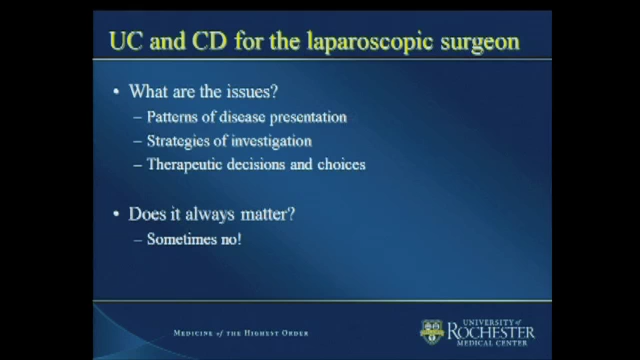 UC and CD for the laparoscopic surgeon
• What are the issues?
– Patterns of disease presentation
– Strategies of investigation
– Therapeutic decisions and choices
• Does it always matter?
– Sometimes no!
MEDICINE of the HIGHEST ORDER
UNIVERSITY of
ROCHESTER
MEDICAL CENTER